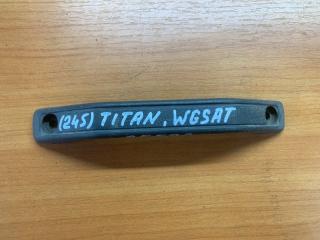 (245) TITAN, WGSAT